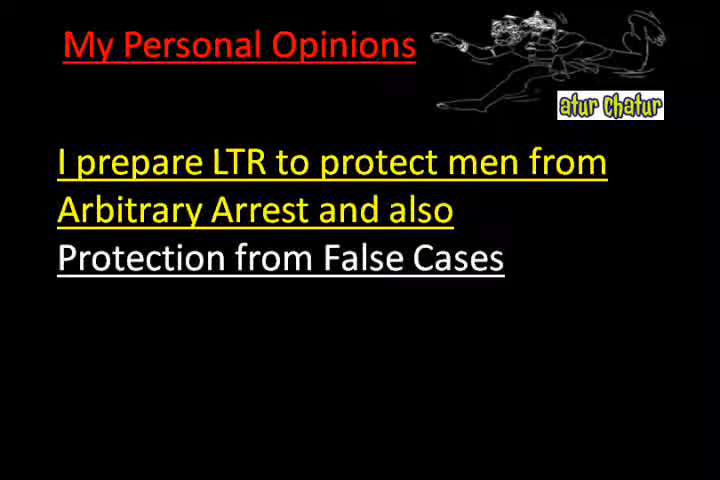 My Personal Opinions
atur chatur
I prepare LTR to protect men from
Arbitrary Arrest and also
Protection from False Cases